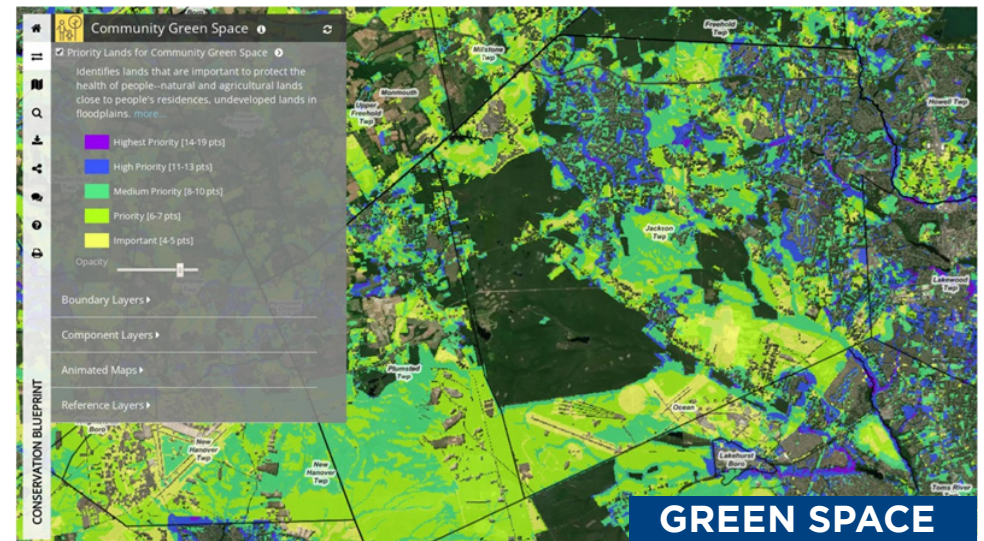 Community Green Space
Priority Lands for Community Green Space
Identifies lands that are important to protect the
health of people--natural and agricultural lands
close to people's residences, undeveloped lands in
floodplains. more...
Highest Priority [14-19 pts]
High Priority [11-13 pts]
Medium Priority [8-10 pts]
Priority [6-7 pts]
Important [4-5 pts]
Opacity
Boundary Layers
Component Layers
Animated Maps
Reference Layers
CONSERVATION BLUEPRINT
Freehold
Twp
Millstone
Twp
Monmouth
Upper
Freehold
Twp
Howell Twp
Jackson
Twp
Lakewood
Twp
Plumsted
Twp
Ocean
Boro
New
Hanover
Twp
New
Hanover
Twp
Lakehurst
Boro
Toms River
GREEN SPACE